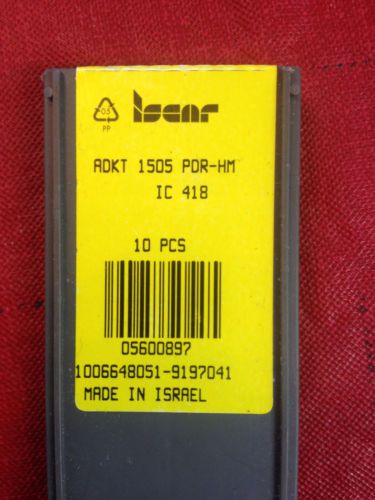 05
PP
Iscar
ADKT 1505 PDR-HM
IC 418
10 PCS
05600897
1006648051-9197041
MADE IN ISRAEL